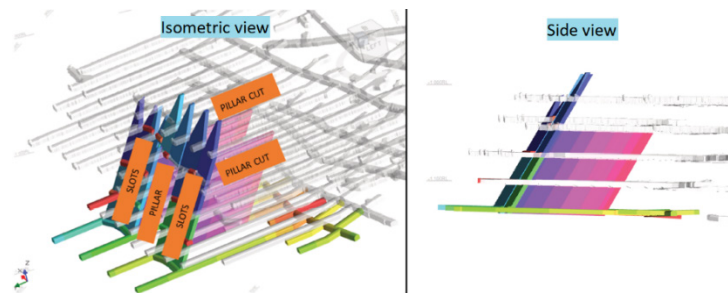 Isometric view
Side view
PILLAR CUT
PILLAR CUT
SLOTS
PILLAR
SLOTS
Z